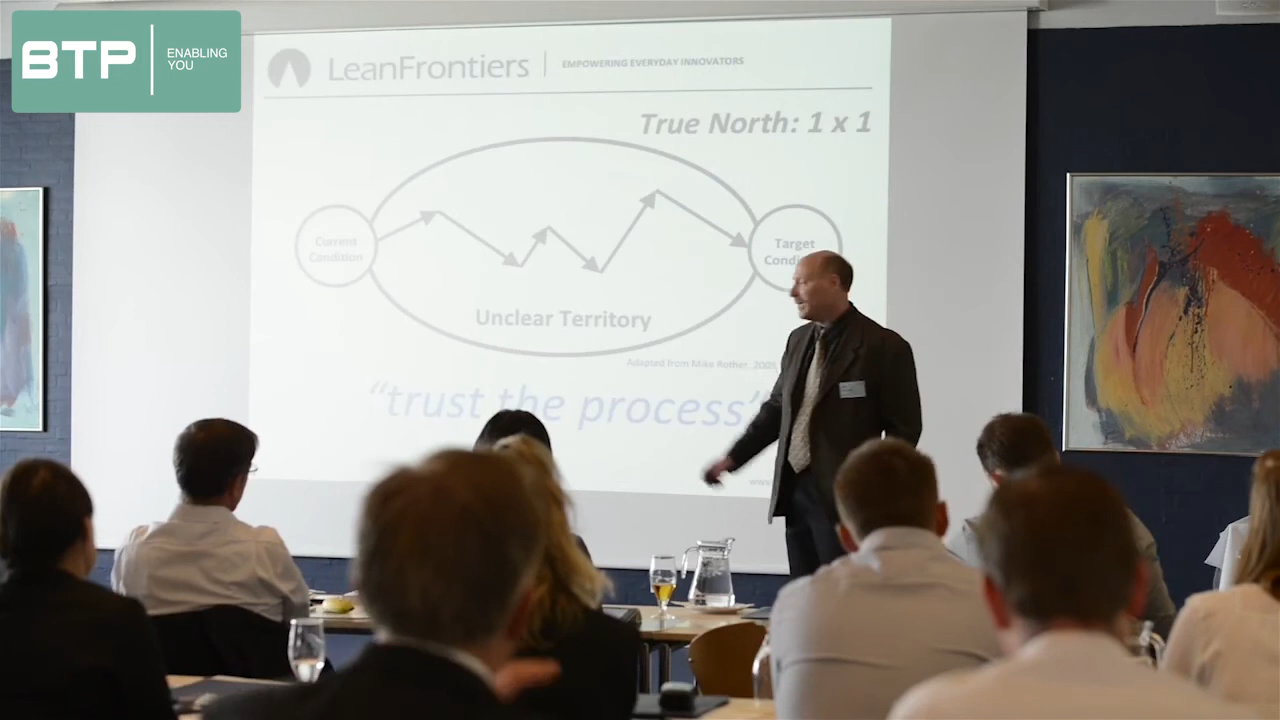 BTP
ENABLING
YOU
LeanFrontiers
EMPOWERING EVERYDAY INNOVATORS
True North: 1 x 1
Current
Condition
Target
Unclear Territory
Adapted from Mike Rother, 2009
"trust the process"